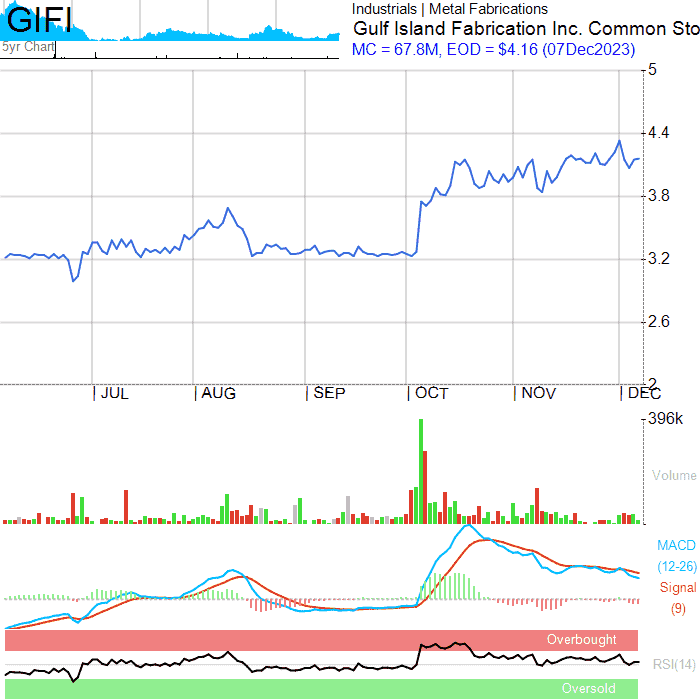 GIFI
5yr Chart
Industrials | Metal Fabrications
Gulf Island Fabrication Inc. Common Sto
MC = 67.8M, EOD = $4.16 (07Dec2023)
5
4.4
3.8
3.2
2.6
2
JUL AUG SEP OCT NOV DEC
396k
Volume
MACD
(12-26)
Signal
(9)
Overbought
RSI(14)
Oversold